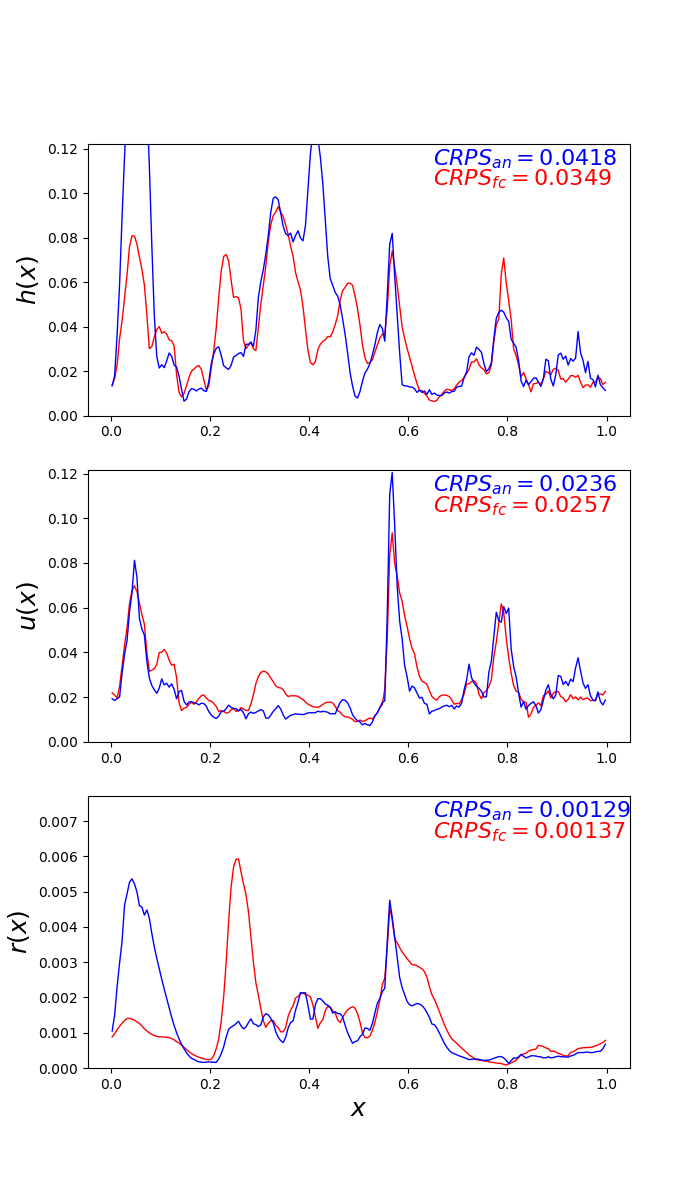 CRPS_an = 0.0418
CRPS_fc = 0.0349
0.12
0.10
0.08
0.06
0.04
0.02
0.00
h(x)
0.0 0.2 0.4 0.6 0.8 1.0
CRPS_an = 0.0236
CRPS_fc = 0.0257
0.12
0.10
0.08
0.06
0.04
0.02
0.00
u(x)
0.0 0.2 0.4 0.6 0.8 1.0
CRPS_an = 0.00129
CRPS_fc = 0.00137
0.007
0.006
0.005
0.004
0.003
0.002
0.001
0.000
r(x)
0.0 0.2 0.4 0.6 0.8 1.0
x